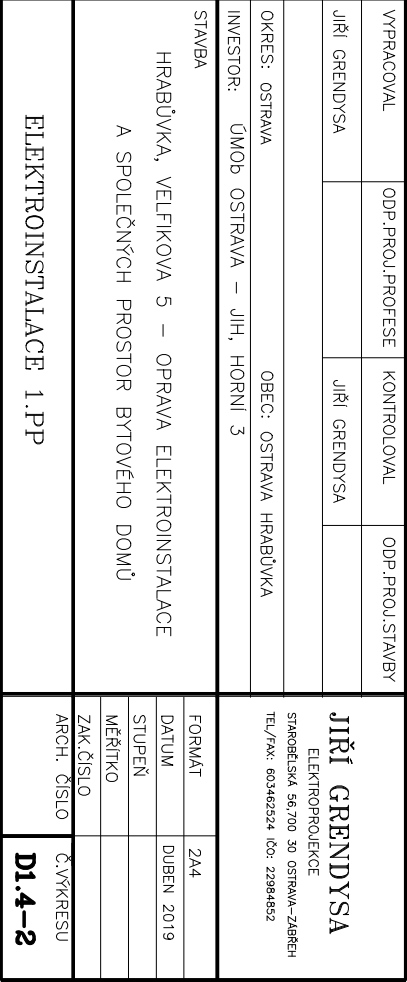 VYPRACOVAL ODP.PROJ.PROFESE KONTROLOVAL ODP.PROJ.STAVBY
JIŘÍ GRENDYSA JIŘÍ GRENDYSA
OKRES: OSTRAVA OBEC: OSTRAVA HRABŮVKA
INVESTOR: ÚMOb OSTRAVA – JIH, HORNÍ 3
JIŘÍ GRENDYSA
ELEKTROPROJEKCE
STAROBĚLSKÁ 56,700 30 OSTRAVA-ZÁBŘEH
TEL/FAX: 603462524 IČO: 22984852
STAVBA
HRABŮVKA, VELFIKOVA 5 – OPRAVA ELEKTROINSTALACE
A SPOLEČNÝCH PROSTOR BYTOVÉHO DOMŮ
FORMÁT 2A4
DATUM DUBEN 2019
STUPEŇ
MĚŘÍTKO
ZAK.ČÍSLO
ELEKTROINSTALACE 1.PP
ARCH. ČÍSLO Č.VÝKRESU
D1.4-2